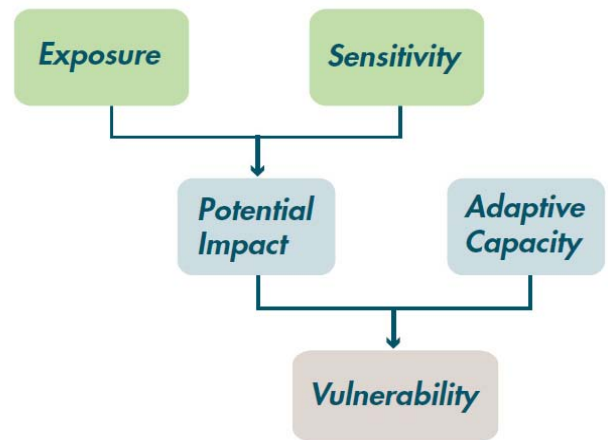 Exposure
Sensitivity
Potential
Impact
Adaptive
Capacity
Vulnerability